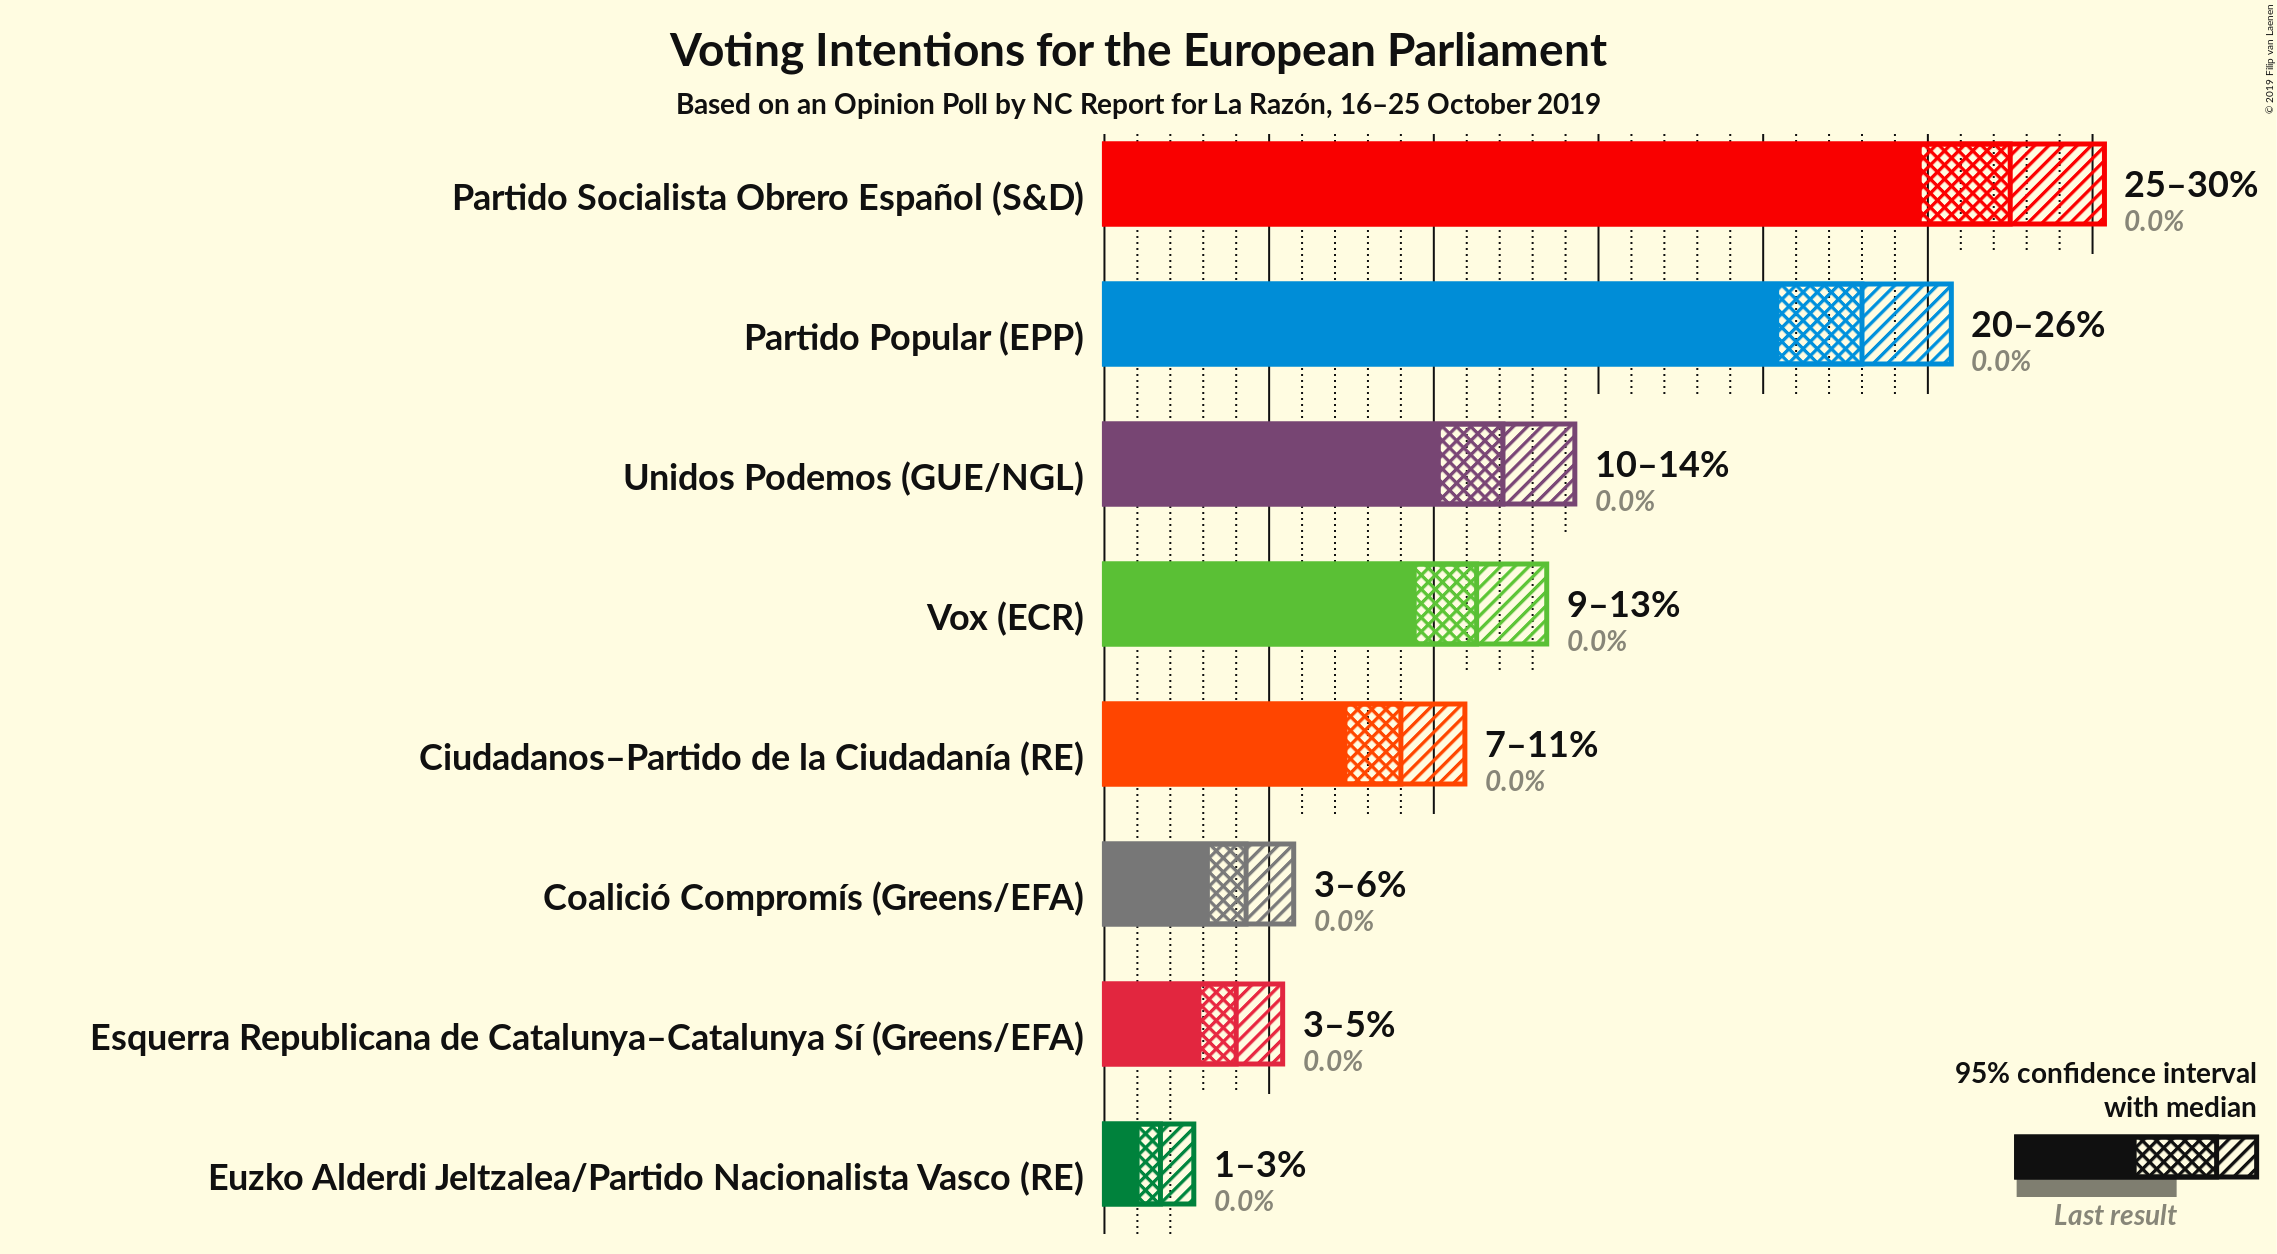 Voting Intentions for the European Parliament
Based on an Opinion Poll by NC Report for La Razón, 16–25 October 2019
© 2019 Filip van Laenen
Partido Socialista Obrero Español (S&D)
25–30%
0.0%
Partido Popular (EPP)
20–26%
0.0%
Unidos Podemos (GUE/NGL)
10–14%
0.0%
Vox (ECR)
9–13%
0.0%
Ciudadanos–Partido de la Ciudadanía (RE)
7–11%
0.0%
Coalició Compromís (Greens/EFA)
3–6%
0.0%
Esquerra Republicana de Catalunya–Catalunya Sí (Greens/EFA)
3–5%
0.0%
Euzko Alderdi Jeltzalea/Partido Nacionalista Vasco (RE)
1–3%
0.0%
95% confidence interval
with median
Last result